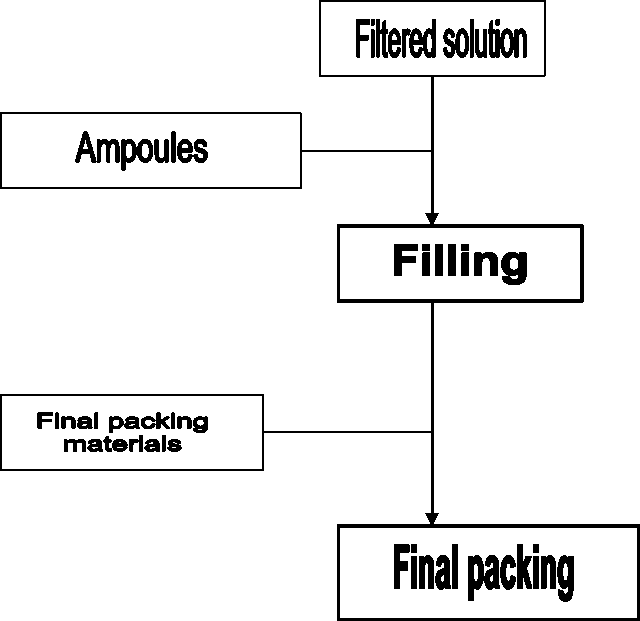 Filtered solution
Ampoules
Filling
Final packing
materials
Final packing